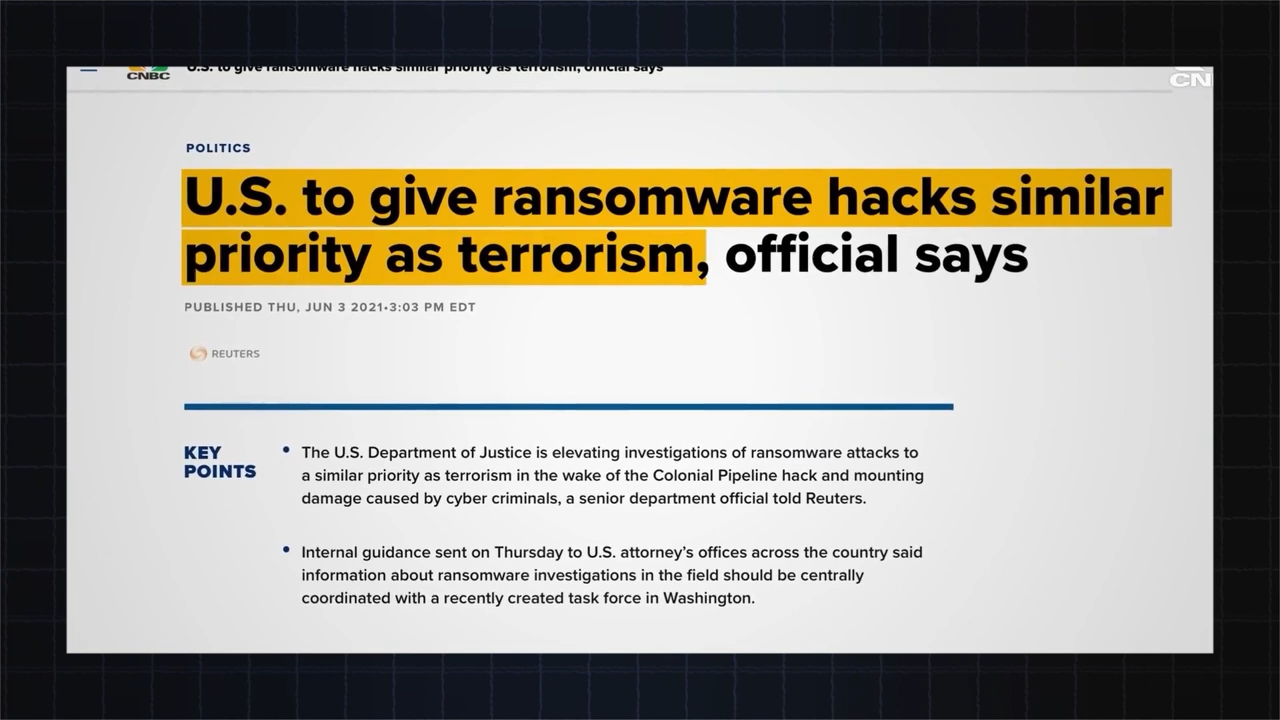 CNBC
U.S. to give ransomware hacks similar priority as terrorism, official says
CN
POLITICS
U.S. to give ransomware hacks similar
priority as terrorism, official says
PUBLISHED THU, JUN 3 2021•3:03 PM EDT
REUTERS
KEY
POINTS
• The U.S. Department of Justice is elevating investigations of ransomware attacks to
a similar priority as terrorism in the wake of the Colonial Pipeline hack and mounting
damage caused by cyber criminals, a senior department official told Reuters.
• Internal guidance sent on Thursday to U.S. attorney’s offices across the country said
information about ransomware investigations in the field should be centrally
coordinated with a recently created task force in Washington.